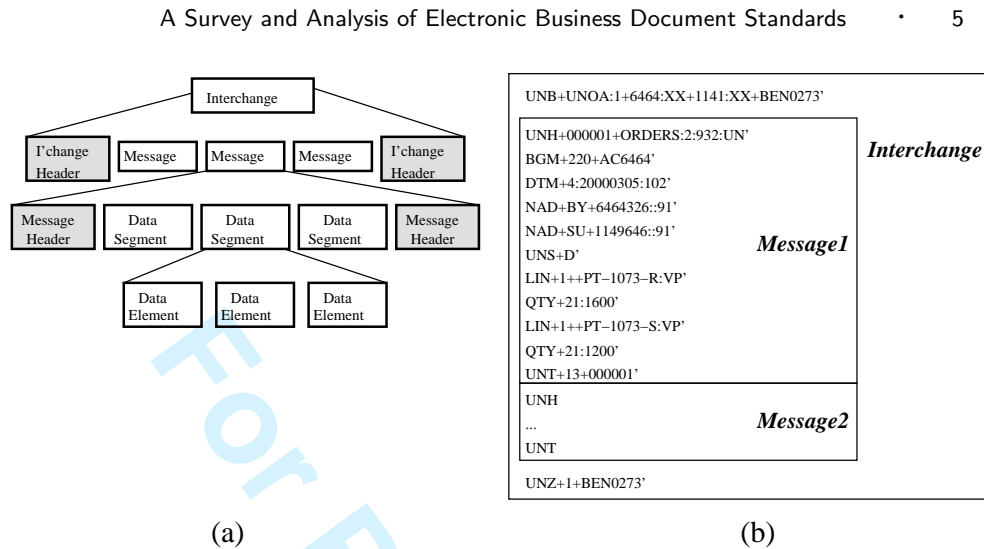 A Survey and Analysis of Electronic Business Document Standards · 5
Interchange
I'change Header
Message
Message
Message
I'change Header
Message Header
Data Segment
Data Segment
Data Segment
Message Header
Data Element
Data Element
Data Element
(a)
UNB+UNOA:1+6464:XX+1141:XX+BEN0273’
Interchange
UNH+000001+ORDERS:2:932:UN’
BGM+220+AC6464’
DTM+4:20000305:102’
NAD+BY+6464326::91’
NAD+SU+1149646::91’
Message1
UNS+D’
LIN+1++PT−1073−R:VP’
QTY+21:1600’
LIN+1++PT−1073−S:VP’
QTY+21:1200’
UNT+13+000001’
UNH
...
Message2
UNT
UNZ+1+BEN0273’
(b)
For